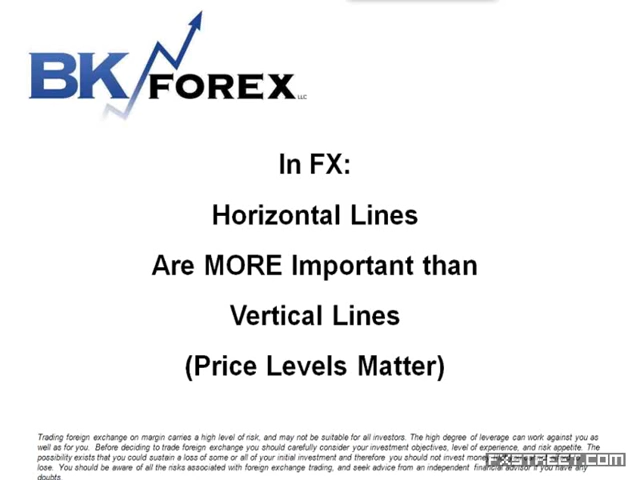 BK FOREX LLC
In FX:
Horizontal Lines
Are MORE Important than
Vertical Lines
(Price Levels Matter)
Trading foreign exchange on margin carries a high level of risk, and may not be suitable for all investors. The high degree of leverage can work against you as
well as for you. Before deciding to trade foreign exchange you should carefully consider your investment objectives, level of experience, and risk appetite. The
possibility exists that you could sustain a loss of some or all of your initial investment and therefore you should not invest money
lose. You should be aware of all the risks associated with foreign exchange trading, and seek advice from an independent financial advisor if you have any
doubts.
FXSTREET.COM